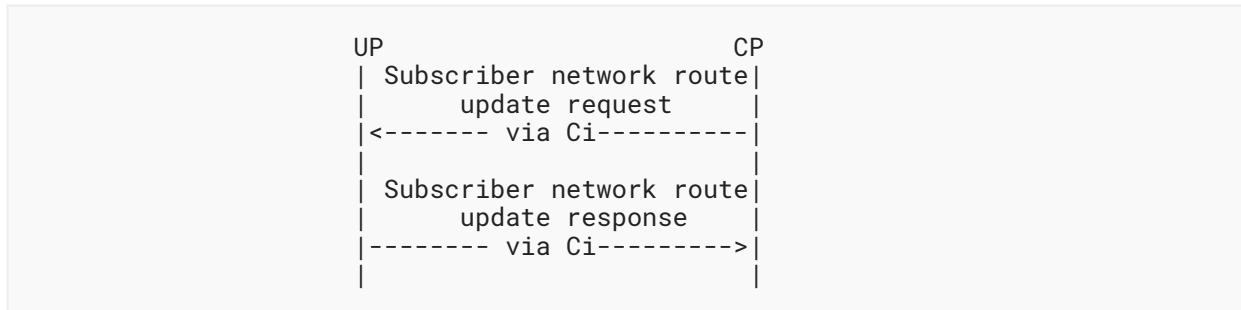 UP                        CP
| Subscriber network route|
|      update request     |
|<------- via Ci----------|
|                         |
| Subscriber network route|
|      update response    |
|-------- via Ci--------->|
|                         |